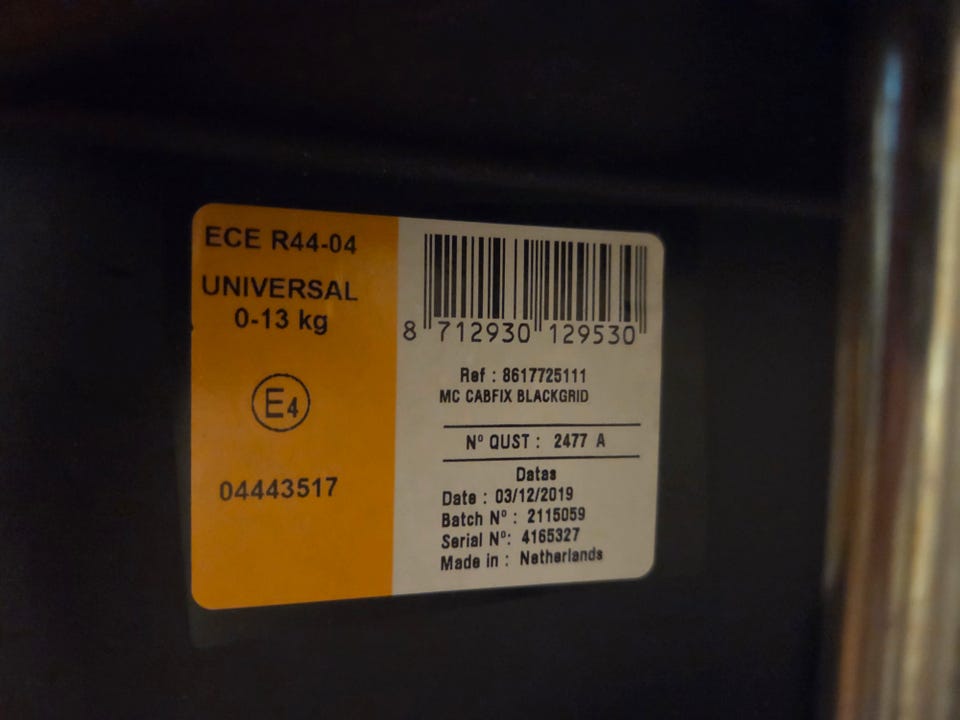 ECE R44-04
UNIVERSAL
0-13 kg
E4
04443517
8 712930 129530
Ref : 8617725111
MC CABFIX BLACKGRID
Nº QUST : 2477 A
Datas
Date : 03/12/2019
Batch Nº : 2115059
Serial Nº: 4165327
Made in : Netherlands